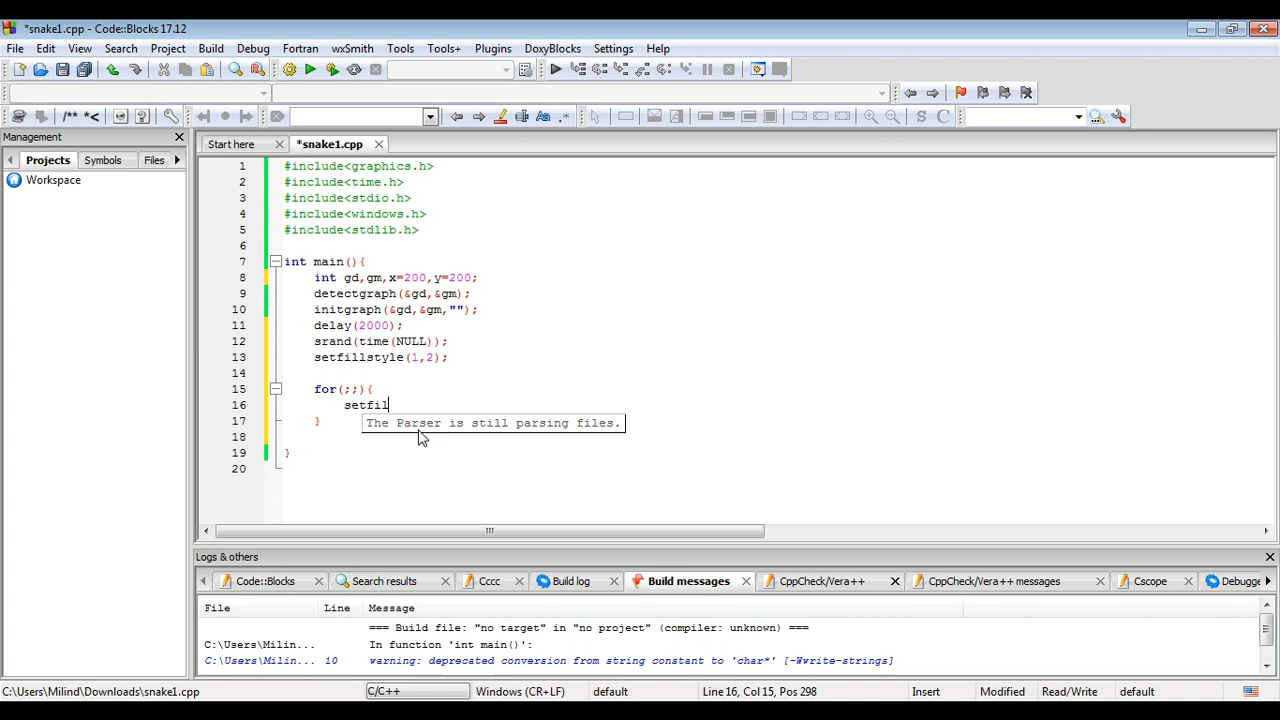 *snake1.cpp - Code::Blocks 17.12
File Edit View Search Project Build Debug Fortran wxSmith Tools Tools+ Plugins DoxyBlocks Settings Help
/** *<
S C
Management
Start here *snake1.cpp
Projects Symbols Files
Workspace
1 #include<graphics.h>
2 #include<time.h>
3 #include<stdio.h>
4 #include<windows.h>
5 #include<stdlib.h>
6
7 int main(){
8 int gd,gm,x=200,y=200;
9 detectgraph(&gd,&gm);
10 initgraph(&gd,&gm,"");
11 delay(2000);
12 srand(time(NULL));
13 setfillstyle(1,2);
14
15 for(;;){
16 setfil
17 }
The Parser is still parsing files.
18
19 }
20
Logs & others
Code::Blocks Search results Cccc Build log Build messages CppCheck/Vera++ CppCheck/Vera++ messages Cscope Debugge
File Line Message
=== Build file: "no target" in "no project" (compiler: unknown) ===
C:\Users\Milin... In function 'int main()':
C:\Users\Milin... 10 warning: deprecated conversion from string constant to 'char*' [-Wwrite-strings]
C:\Users\Milind\Downloads\snake1.cpp C/C++ Windows (CR+LF) default Line 16, Col 15, Pos 298 Insert Modified Read/Write default